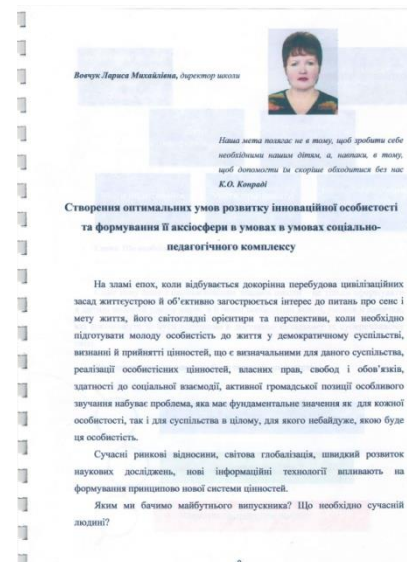 Вовчук Лариса Михайлівна, директор школи
Наша мета полягає не в тому, щоб зробити себе
необхідними нашим дітям, а, навпаки, в тому,
щоб допомогти їм скоріше обходитися без нас
К.О. Конраді
Створення оптимальних умов розвитку інноваційної особистості
та формування її аксіосфери в умовах в умовах соціально-
педагогічного комплексу
На зламі епох, коли відбувається докорінна перебудова цивілізаційних
засад життєустрою й об’єктивно загострюється інтерес до питань про сенс і
мету життя, його світоглядні орієнтири та перспективи, коли необхідно
підготувати молоду особистість до життя у демократичному суспільстві,
визнанні й прийнятті цінностей, що є визначальними для даного суспільства,
реалізації особистісних цінностей, власних прав, свобод і обов’язків,
здатності до соціальної взаємодії, активної громадської позиції особливого
звучання набуває проблема, яка має фундаментальне значення як для кожної
особистості, так і для суспільства в цілому, для якого небайдуже, якою буде
ця особистість.
Сучасні ринкові відносини, світова глобалізація, швидкий розвиток
наукових досліджень, нові інформаційні технології впливають на
формування принципово нової системи цінностей.
Яким ми бачимо майбутнього випускника? Що необхідно сучасній
людині?